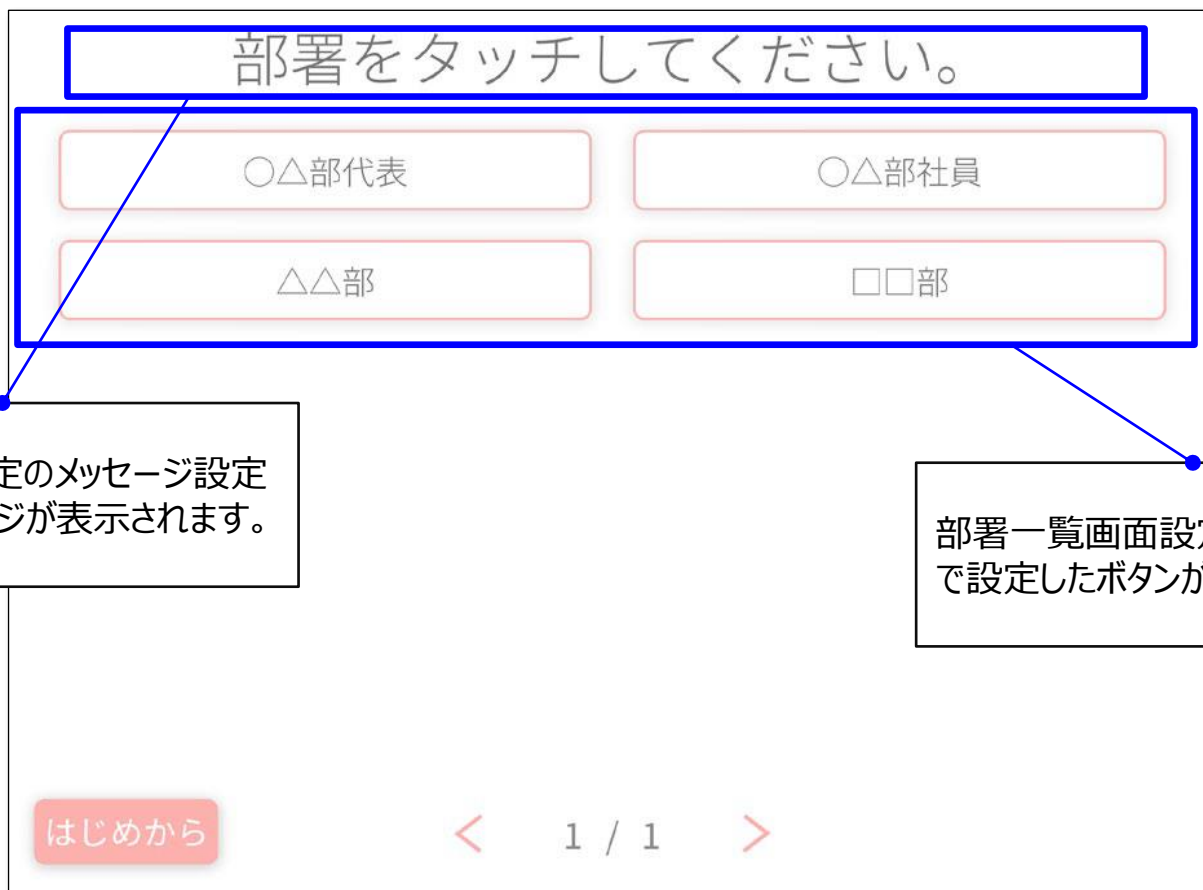 部署をタッチしてください。
○△部代表
○△部社員
△△部
□□部
定のメッセージ設定
ジが表示されます。
部署一覧画面設定
で設定したボタンが
はじめから
< 1 / 1 >